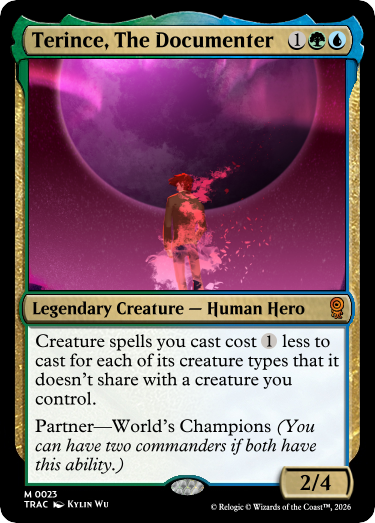 Terince, The Documenter 1
Legendary Creature — Human Hero
Creature spells you cast cost 1 less to
cast for each of its creature types that it
doesn't share with a creature you
control.
Partner—World's Champions (You
can have two commanders if both have
this ability.)
2/4
M 0023
TRAC Kylin Wu
© Relogic © Wizards of the Coast™, 2026